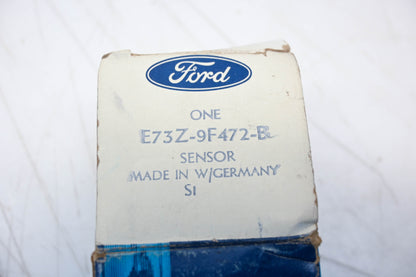 Ford
ONE
E73Z-9F472-B
SENSOR
MADE IN W/GERMANY
S1